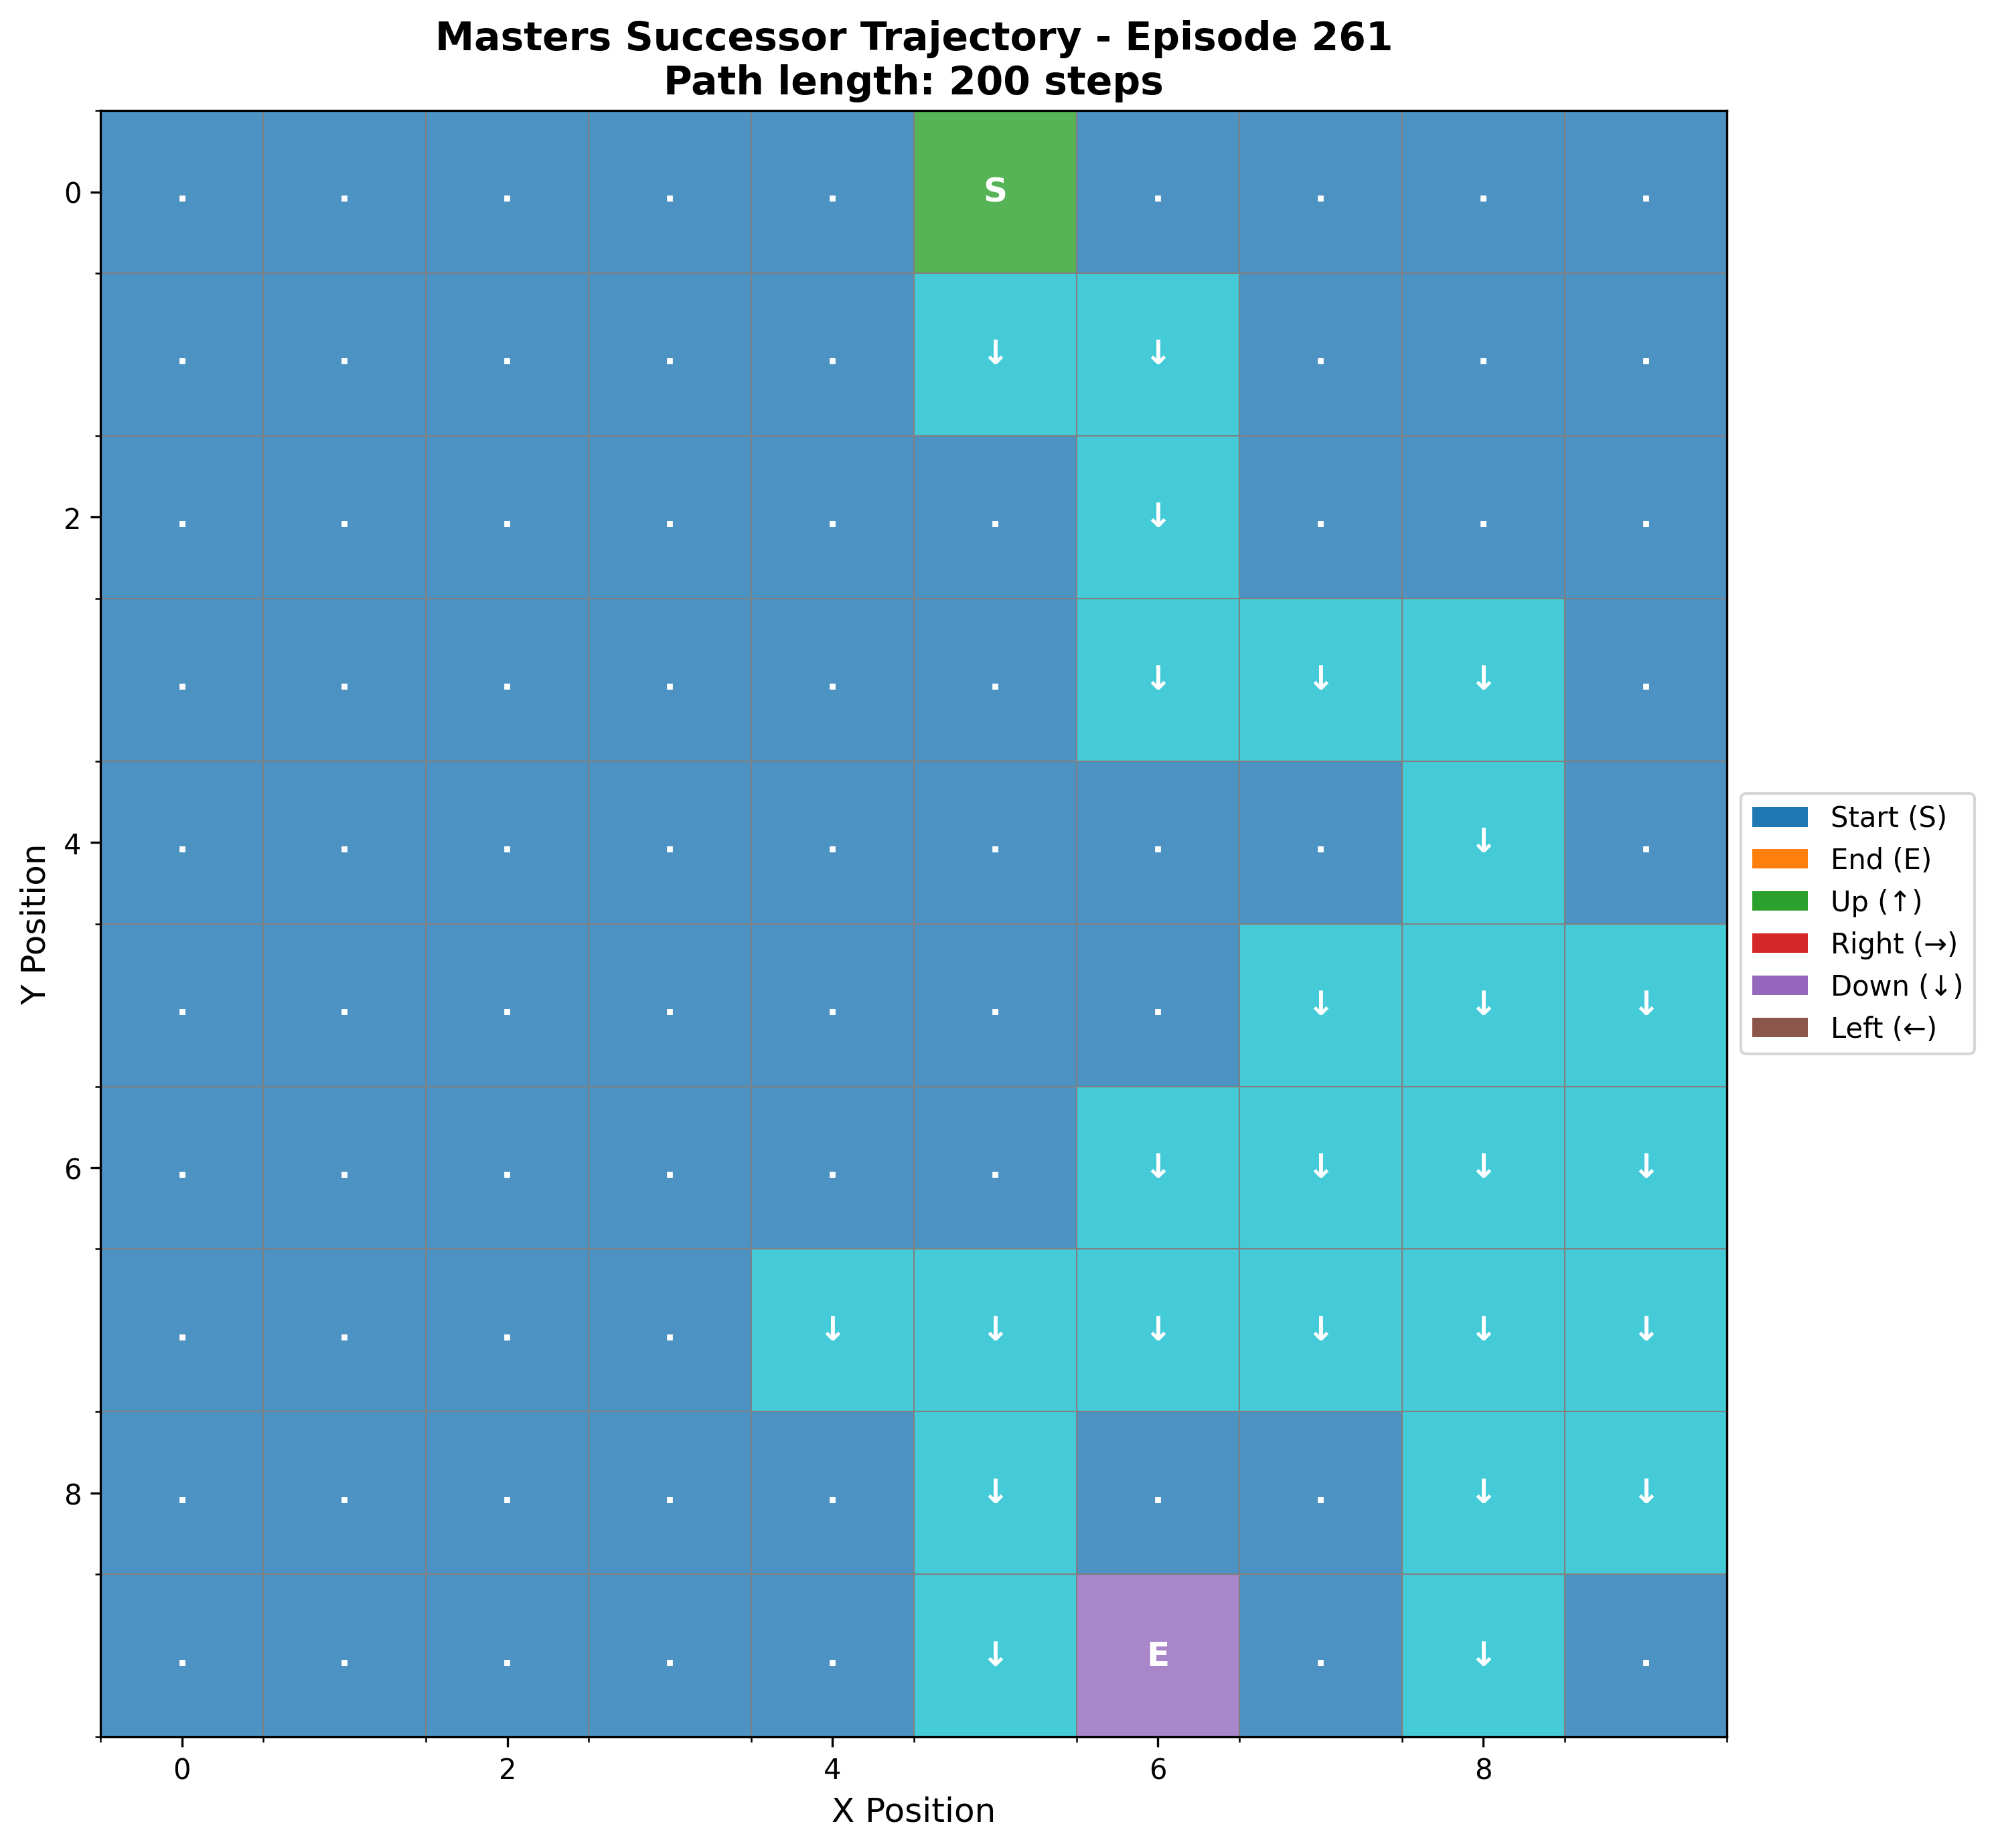 Masters Successor Trajectory - Episode 261
Path length: 200 steps
0 . . . . . S . . . .
. . . . . ↓ ↓ . . .
2 . . . . . . ↓ . . .
. . . . . . ↓ ↓ ↓ .
4 . . . . . . . . ↓ .
. . . . . . . ↓ ↓ ↓
6 . . . . . . ↓ ↓ ↓ ↓
. . . . ↓ ↓ ↓ ↓ ↓ ↓
8 . . . . . ↓ . . ↓ ↓
. . . . . ↓ E . ↓ .
0 2 4 6 8
X Position
Y Position
Start (S)
End (E)
Up (↑)
Right (→)
Down (↓)
Left (←)